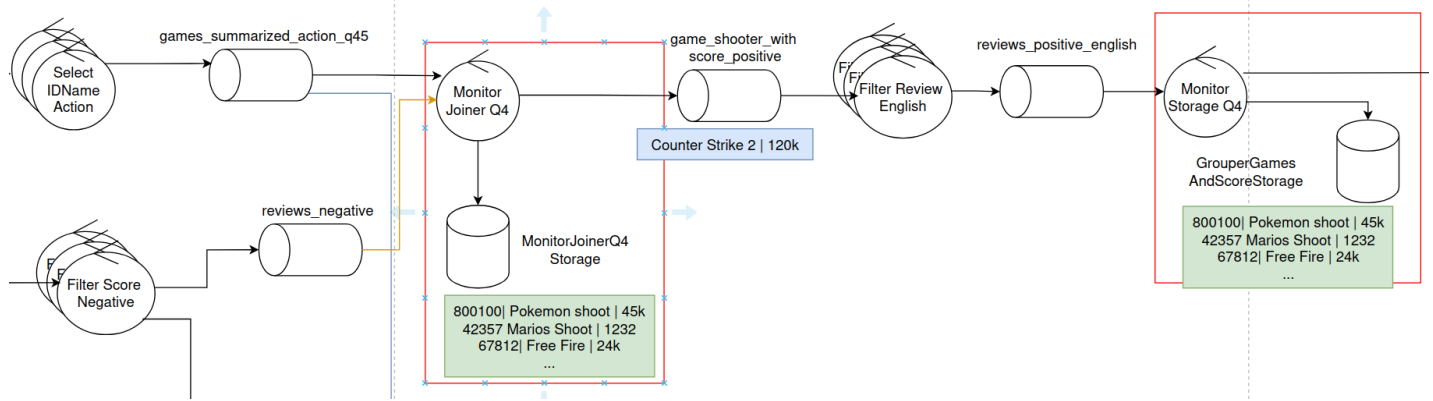 games_summarized_action_q45
Select
IDName
Action
Monitor
Joiner Q4
game_shooter_with
score_positive
Counter Strike 2 | 120k
Fi
Fi
Filter Review
English
reviews_positive_english
Monitor
Storage Q4
GrouperGames
AndScoreStorage
800100| Pokemon shoot | 45k
42357 Marios Shoot | 1232
67812| Free Fire | 24k
...
reviews_negative
F
F
Filter Score
Negative
MonitorJoinerQ4
Storage
800100| Pokemon shoot | 45k
42357 Marios Shoot | 1232
67812| Free Fire | 24k
...